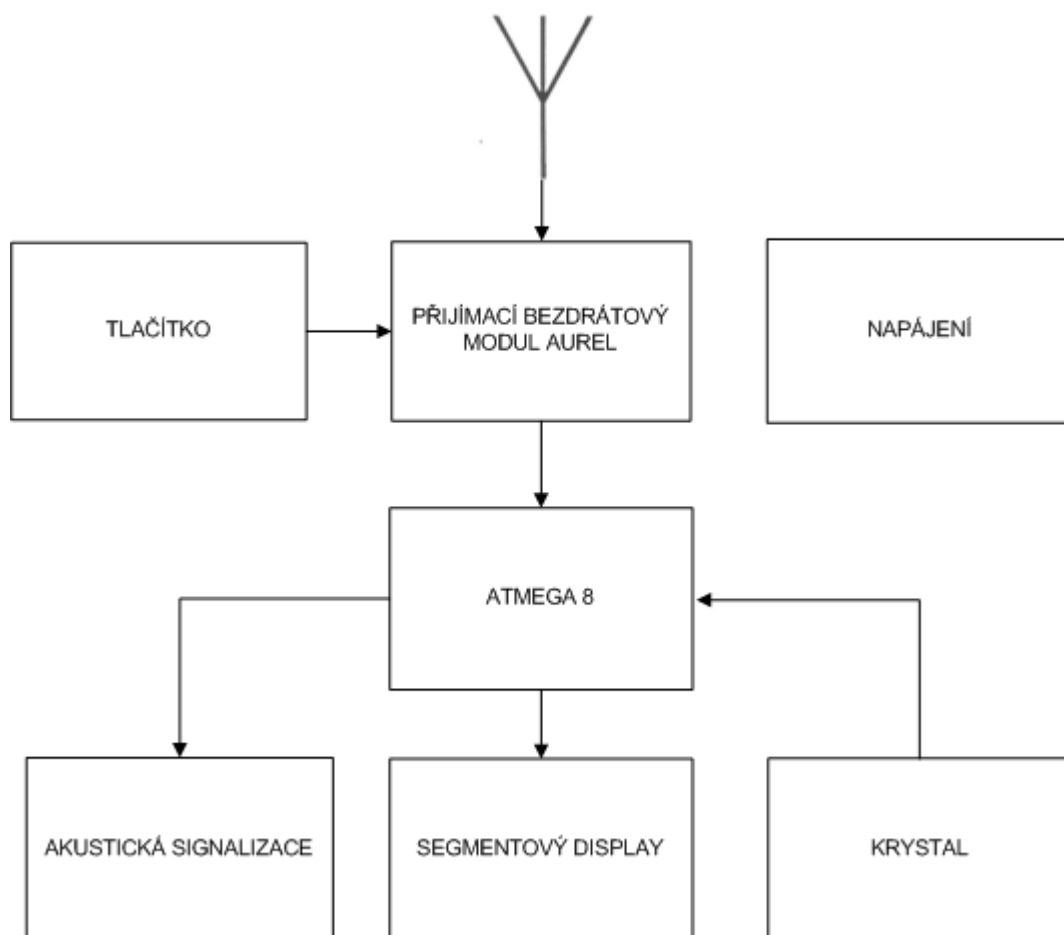 TLAČÍTKO
PŘIJÍMACÍ BEZDRÁTOVÝ
MODUL AUREL
NAPÁJENÍ
ATMEGA 8
AKUSTICKÁ SIGNALIZACE
SEGMENTOVÝ DISPLAY
KRYSTAL